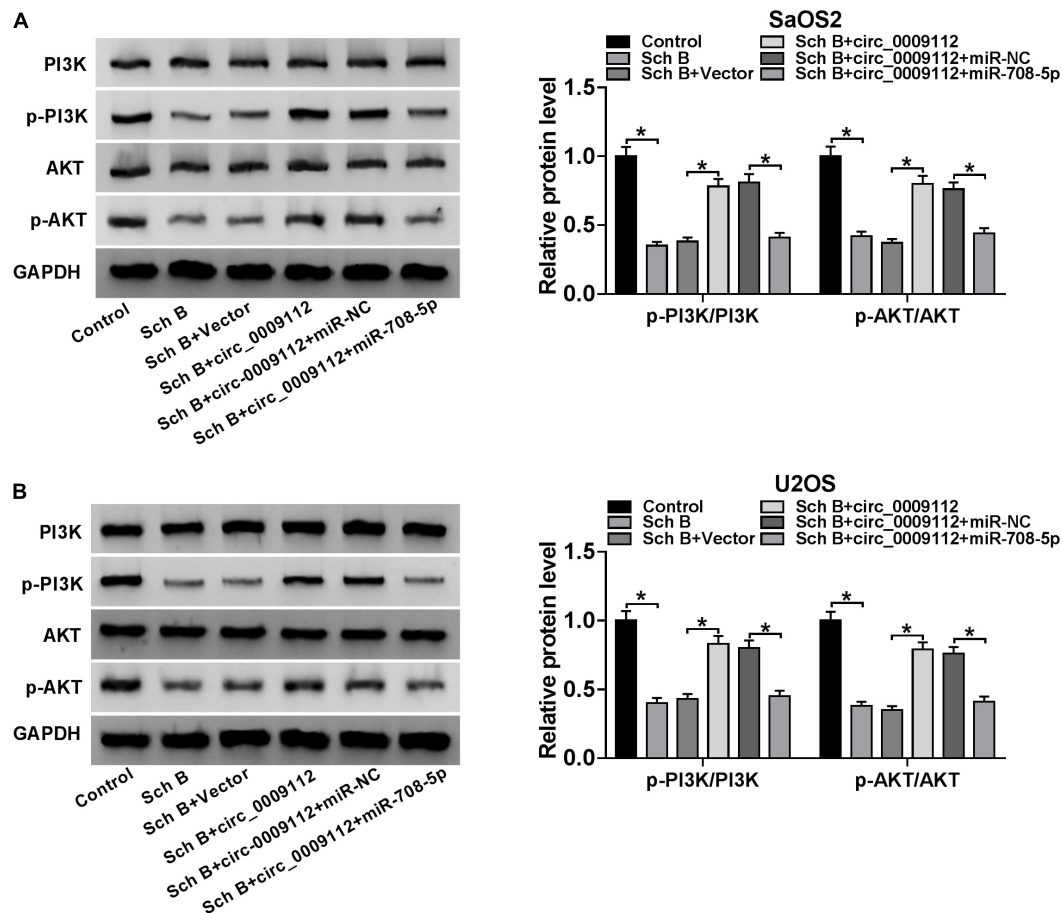 A
PI3K
p-PI3K
AKT
p-AKT
GAPDH
Control
Sch B
Sch B+Vector
Sch B+circ_0009112
Sch B+circ-0009112+miR-NC
Sch B+circ_0009112+miR-708-5p
SaOS2
Control
Sch B
Sch B+Vector
Sch B+circ_0009112
Sch B+circ_0009112+miR-NC
Sch B+circ_0009112+miR-708-5p
Relative protein level
1.5
1.0
0.5
0.0
* * * * * *
p-PI3K/PI3K p-AKT/AKT
B
PI3K
p-PI3K
AKT
p-AKT
GAPDH
Control
Sch B
Sch B+Vector
Sch B+circ_0009112
Sch B+circ-0009112+miR-NC
Sch B+circ_0009112+miR-708-5p
U2OS
Control
Sch B
Sch B+Vector
Sch B+circ_0009112
Sch B+circ_0009112+miR-NC
Sch B+circ_0009112+miR-708-5p
Relative protein level
1.5
1.0
0.5
0.0
* * * * * *
p-PI3K/PI3K p-AKT/AKT